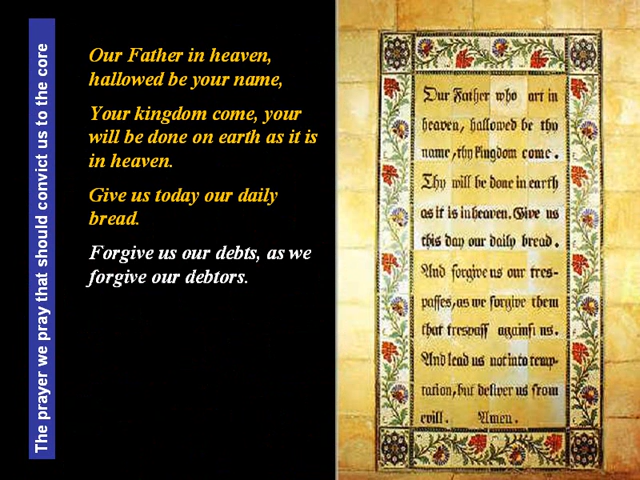 The prayer we pray that should convict us to the core
Our Father in heaven,
hallowed be your name,
Your kingdom come, your
will be done on earth as it is
in heaven.
Give us today our daily
bread.
Forgive us our debts, as we
forgive our debtors.
Our Father who art in
heaven, hallowed be thy
name, thy kingdom come.
Thy will be done in earth
as it is in heaven. Give us
this day our daily bread.
And forgive us our tres-
passes, as we forgive them
that trespass against us.
And lead us not into temp-
tation, but deliver us from
evill. Amen.